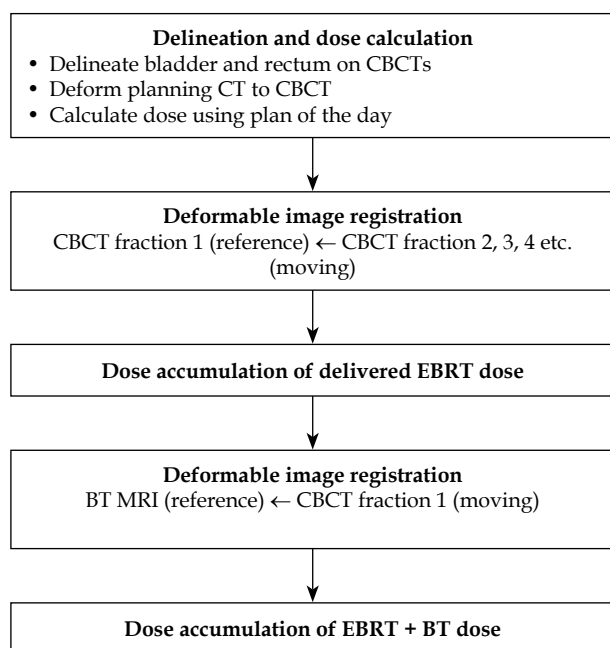 Delineation and dose calculation
• Delineate bladder and rectum on CBCTs
• Deform planning CT to CBCT
• Calculate dose using plan of the day
Deformable image registration
CBCT fraction 1 (reference) ← CBCT fraction 2, 3, 4 etc.
(moving)
Dose accumulation of delivered EBRT dose
Deformable image registration
BT MRI (reference) ← CBCT fraction 1 (moving)
Dose accumulation of EBRT + BT dose